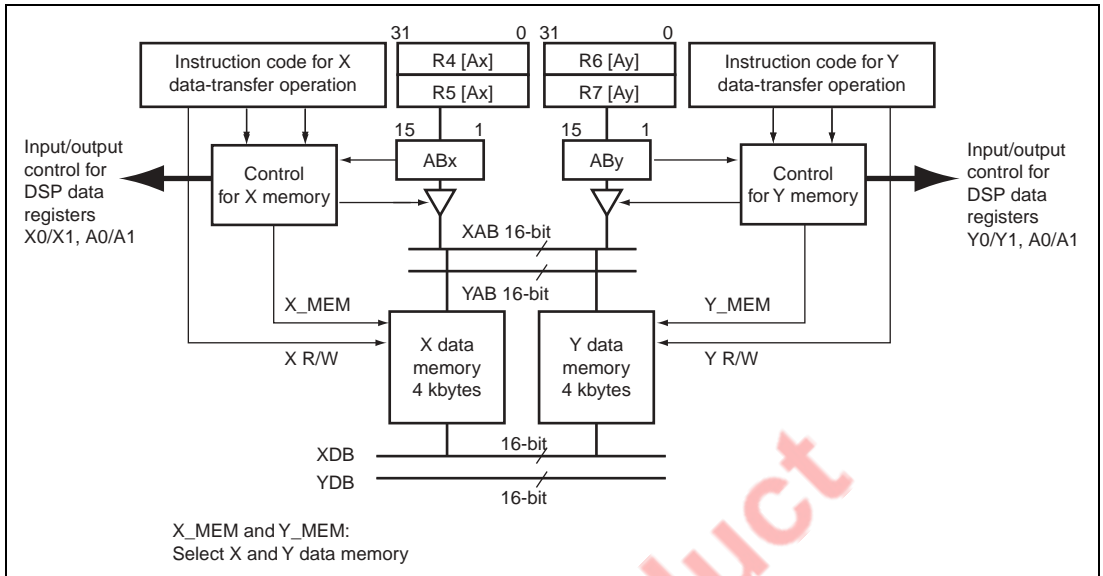 31 0 31 0
Instruction code for X
data-transfer operation
R4 [Ax]
R5 [Ax]
R6 [Ay]
R7 [Ay]
Instruction code for Y
data-transfer operation
15 1 15 1
Input/output
control for
DSP data
registers
X0/X1, A0/A1
Control
for X memory
ABx
ABy
Control
for Y memory
Input/output
control for
DSP data
registers
Y0/Y1, A0/A1
XAB 16-bit
YAB 16-bit
X_MEM
Y_MEM
X R/W
Y R/W
X data
memory
4 kbytes
Y data
memory
4 kbytes
XDB
16-bit
YDB
16-bit
X_MEM and Y_MEM:
Select X and Y data memory